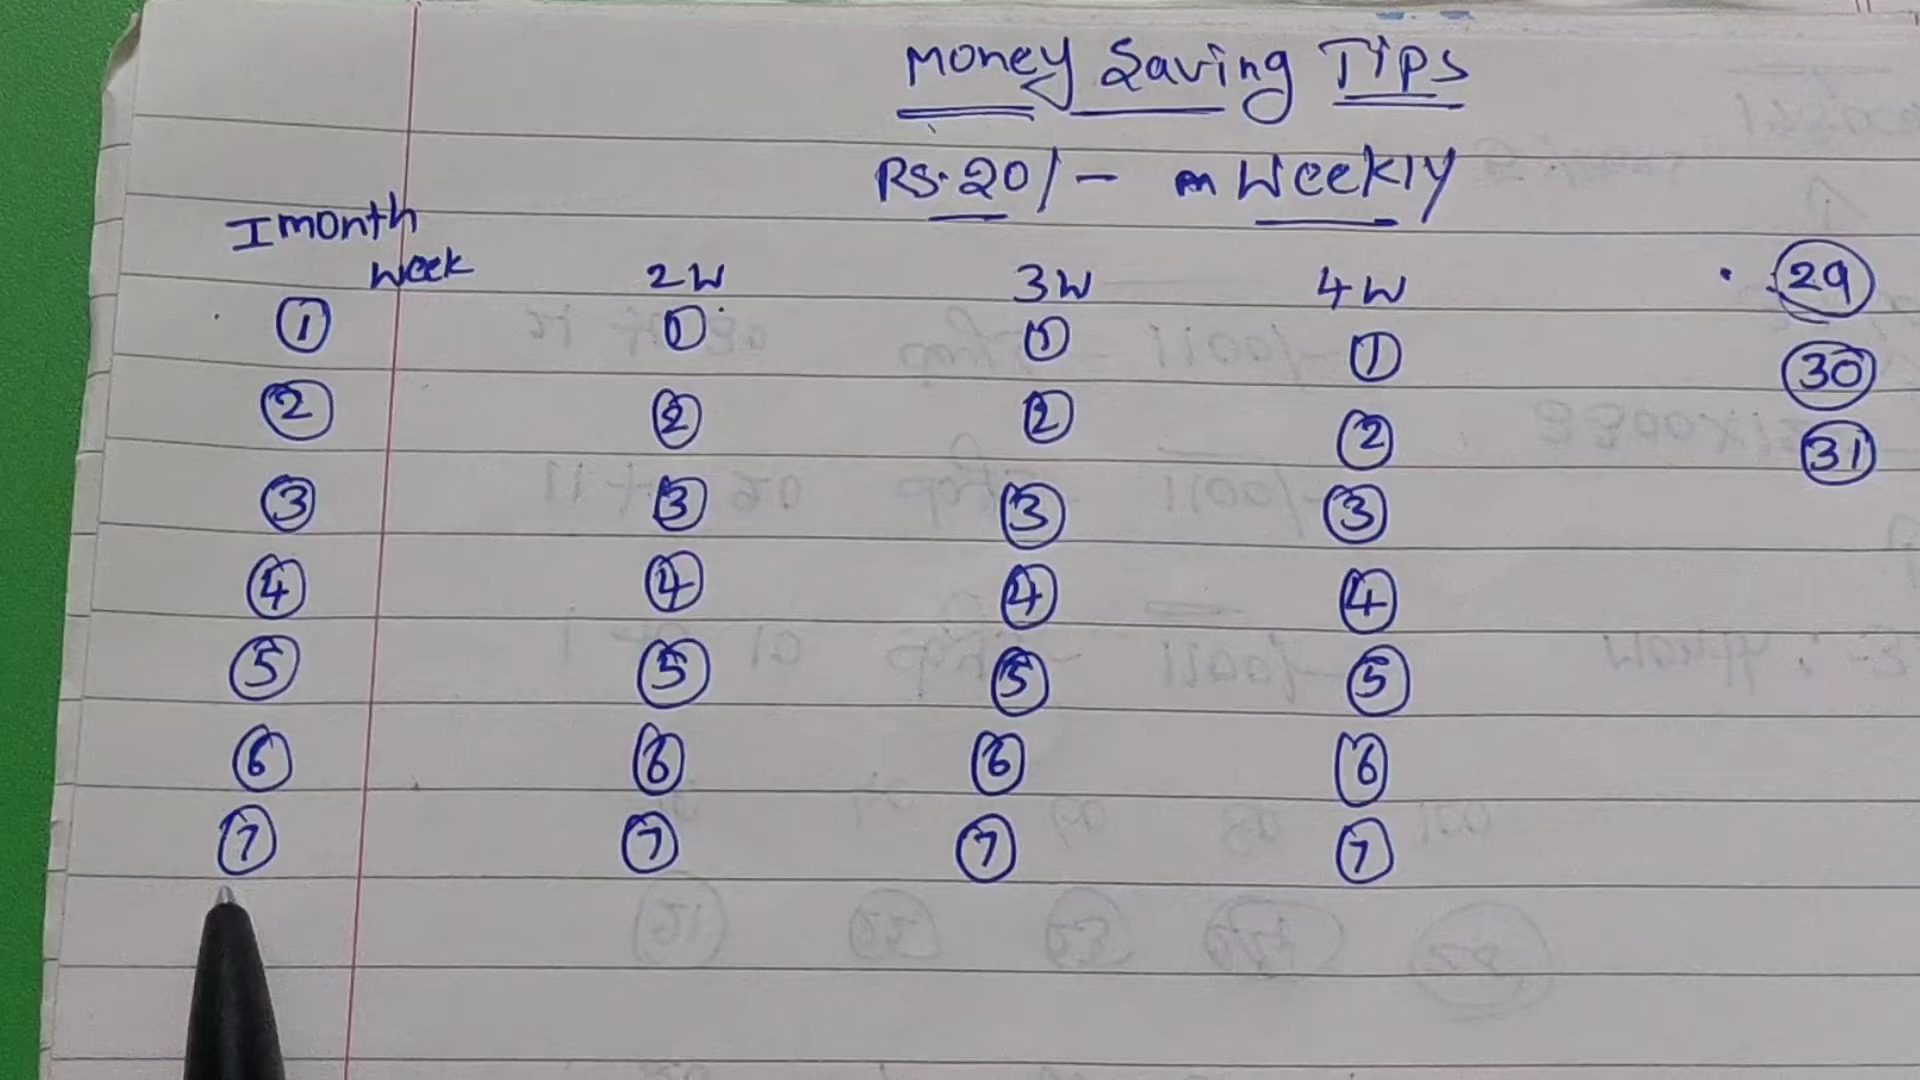 Money Saving Tips
RS.20/- Weekly
I month
week 2W 3W 4W 29
1 1 1 1 30
2 2 2 2 31
3 3 3 3
4 4 4 4
5 5 5 5
6 6 6 6
7 7 7 7